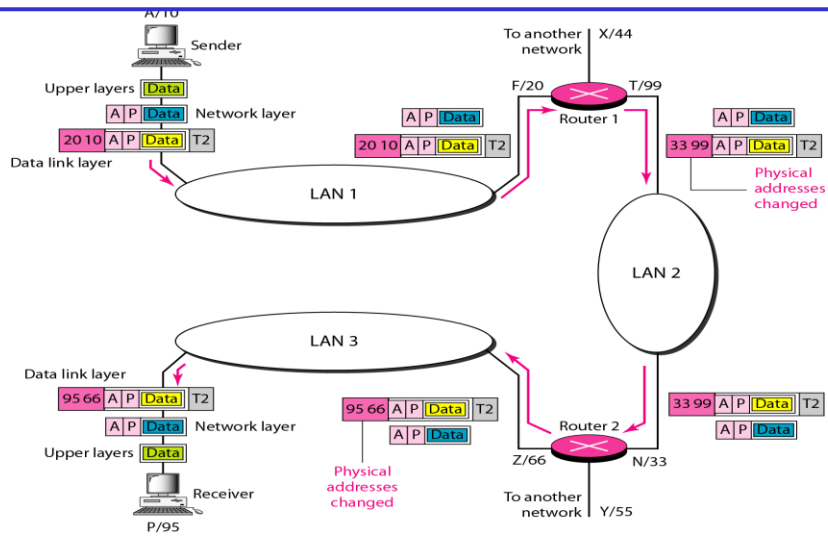 A/10
Sender
Upper layers Data
A P Data Network layer
20 10 A P Data T2
Data link layer
LAN 1
To another
network
X/44
F/20
T/99
Router 1
A P Data
20 10 A P Data T2
A P Data
33 99 A P Data T2
Physical
addresses
changed
LAN 2
LAN 3
Data link layer
95 66 A P Data T2
A P Data Network layer
Upper layers Data
Receiver
P/95
95 66 A P Data T2
A P Data
Physical
addresses
changed
33 99 A P Data T2
A P Data
Router 2
Z/66
N/33
To another
network
Y/55